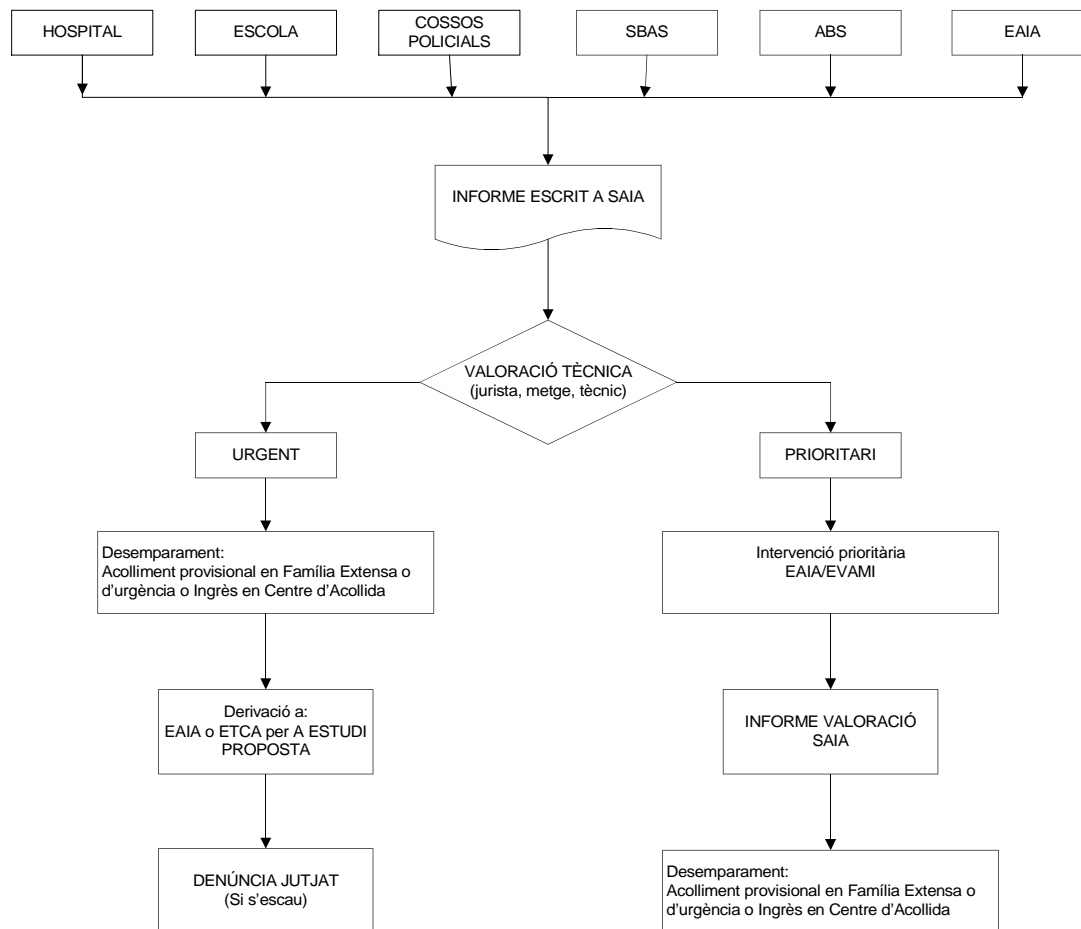 HOSPITAL
ESCOLA
COSSOS
POLICIALS
SBAS
ABS
EAIA
INFORME ESCRIT A SAIA
VALORACIÓ TÈCNICA
(jurista, metge, tècnic)
URGENT
PRIORITARI
Desemparament:
Acolliment provisional en Família Extensa o
d'urgència o Ingrès en Centre d'Acollida
Intervenció prioritària
EAIA/EVAMI
Derivació a:
EAIA o ETCA per A ESTUDI
PROPOSTA
INFORME VALORACIÓ
SAIA
DENÚNCIA JUTJAT
(Si s'escau)
Desemparament:
Acolliment provisional en Família Extensa o
d'urgència o Ingrès en Centre d'Acollida